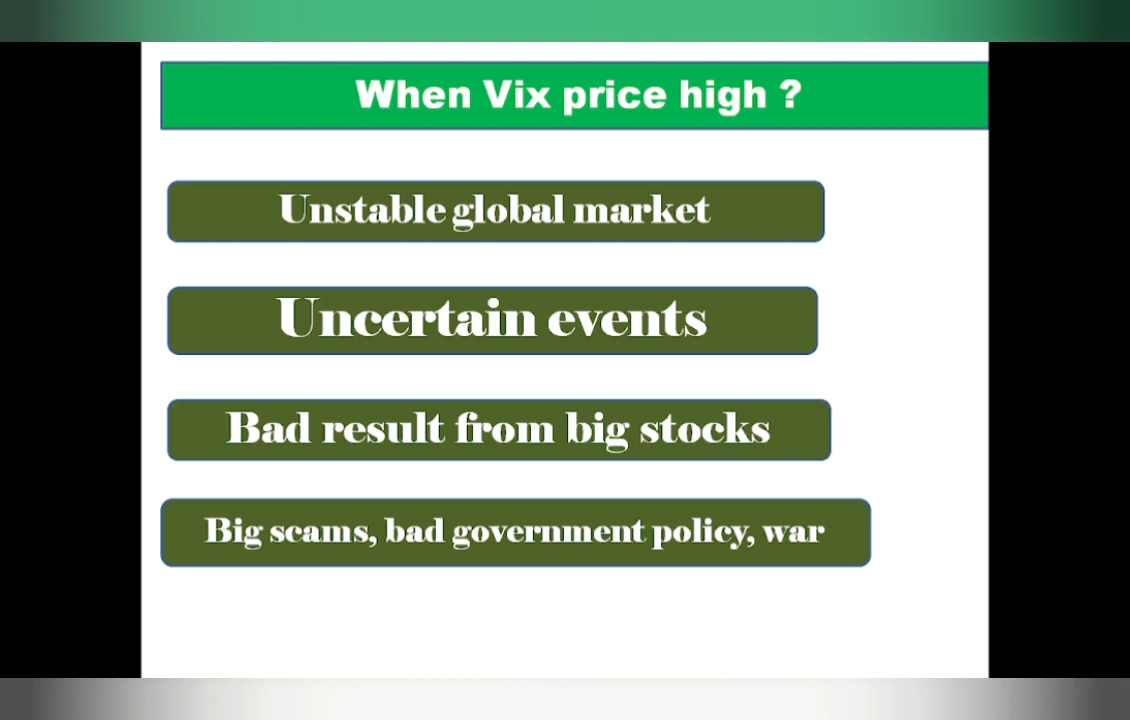 When Vix price high ?
Unstable global market
Uncertain events
Bad result from big stocks
Big scams, bad government policy, war